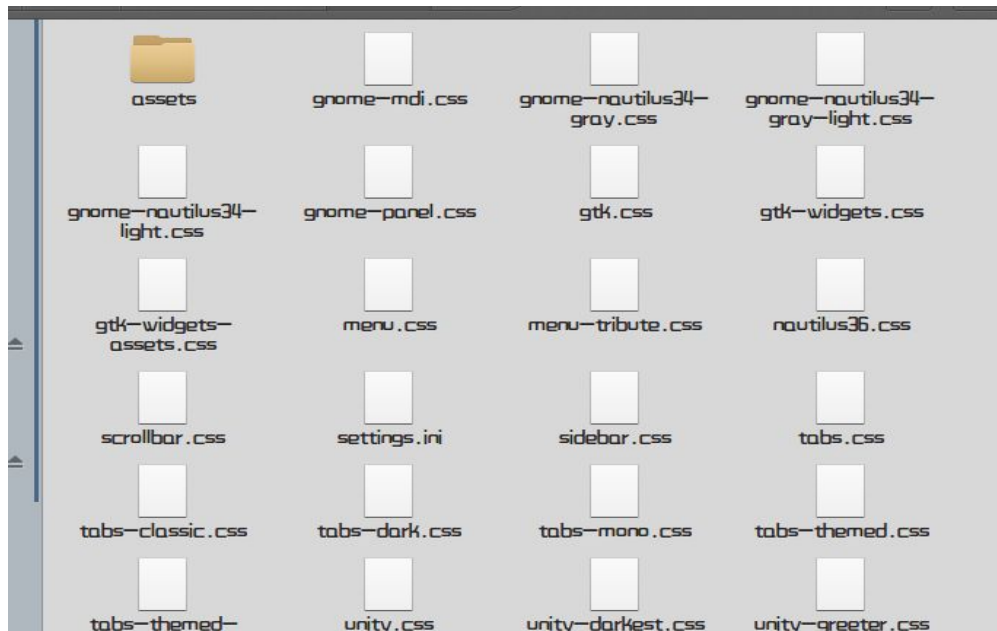 assets
gnome-mdi.css
gnome-nautilus34-
gray.css
gnome-nautilus34-
gray-light.css
gnome-nautilus34-
light.css
gnome-panel.css
gtk.css
gtk-widgets.css
gtk-widgets-
assets.css
menu.css
menu-tribute.css
nautilus36.css
scrollbar.css
settings.ini
sidebar.css
tabs.css
tabs-classic.css
tabs-dark.css
tabs-mono.css
tabs-themed.css
tabs-themed-
unity.css
unity-darkest.css
unity-greeter.css